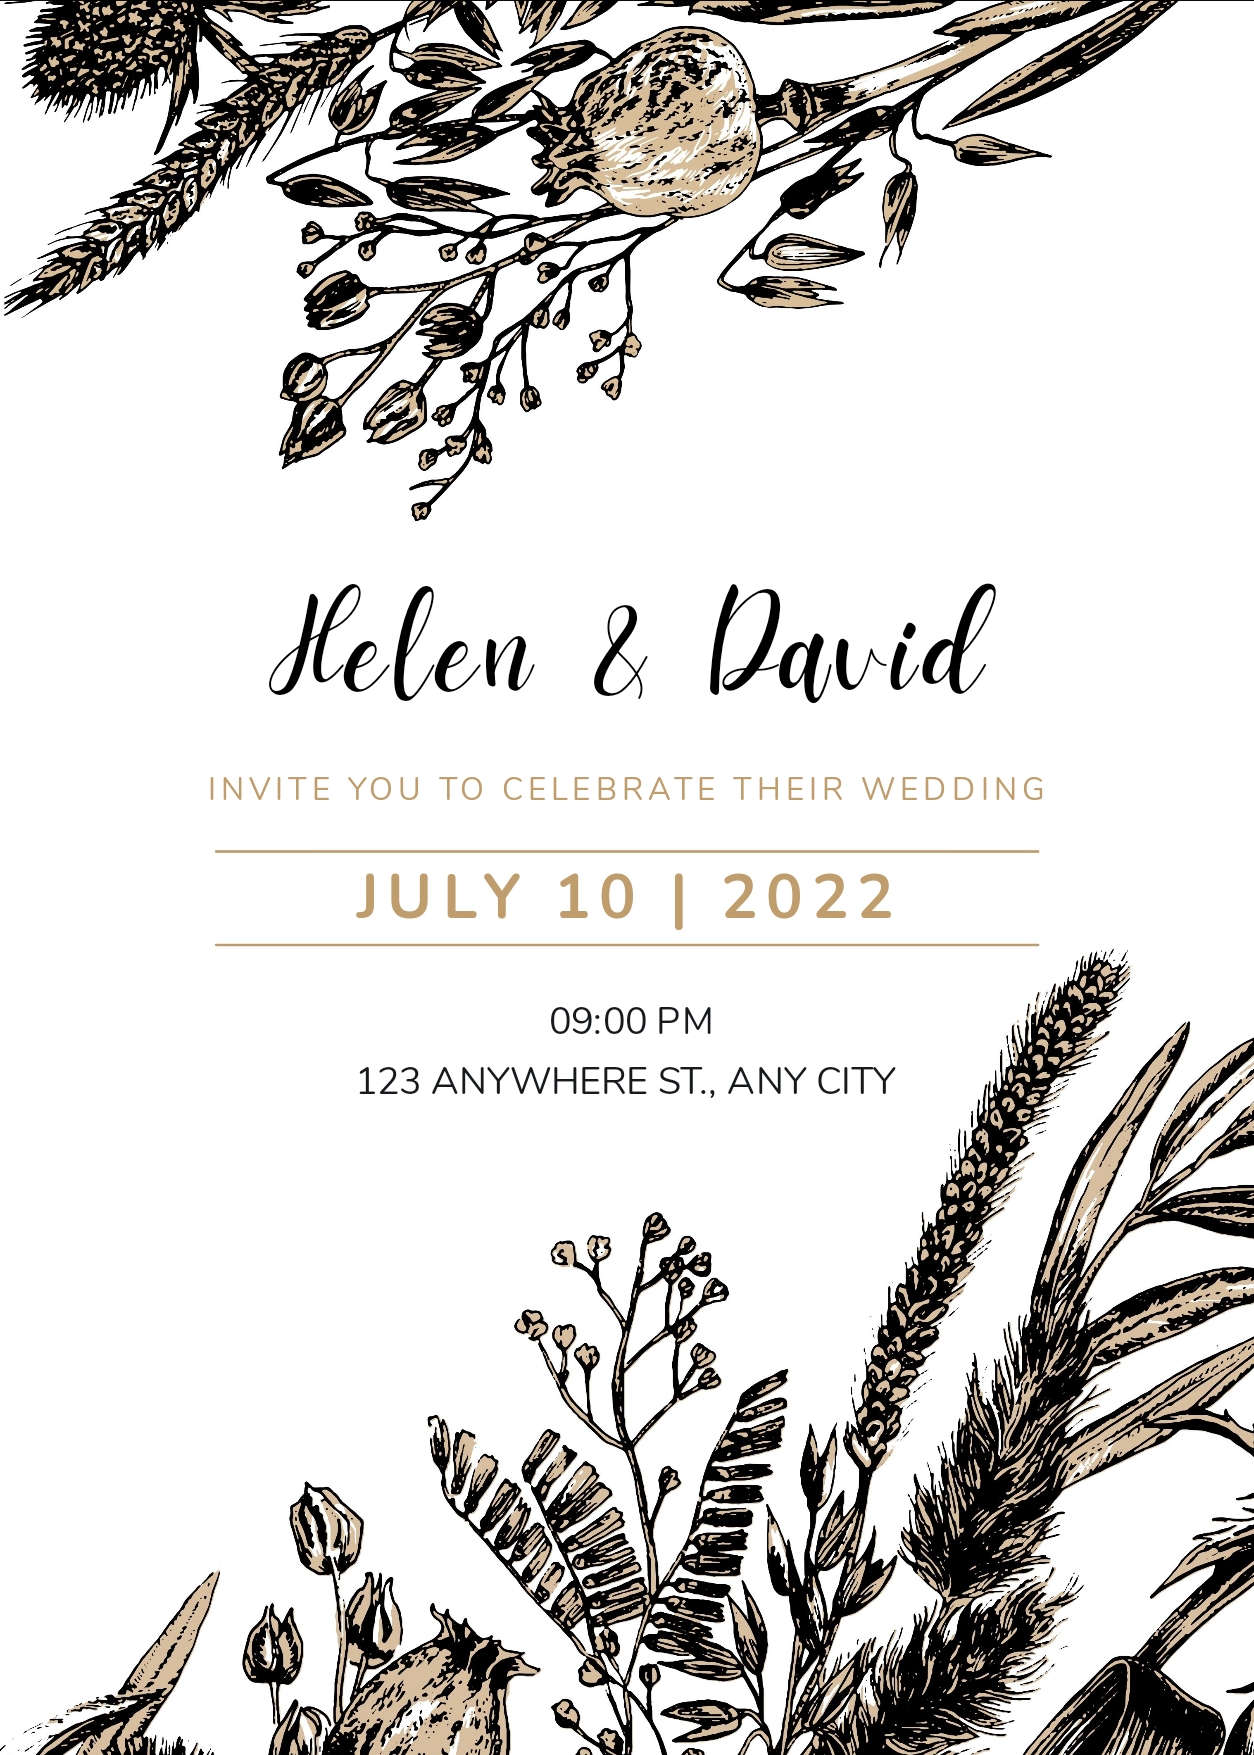 Helen & David
INVITE YOU TO CELEBRATE THEIR WEDDING
JULY 10 | 2022
09:00 PM
123 ANYWHERE ST., ANY CITY